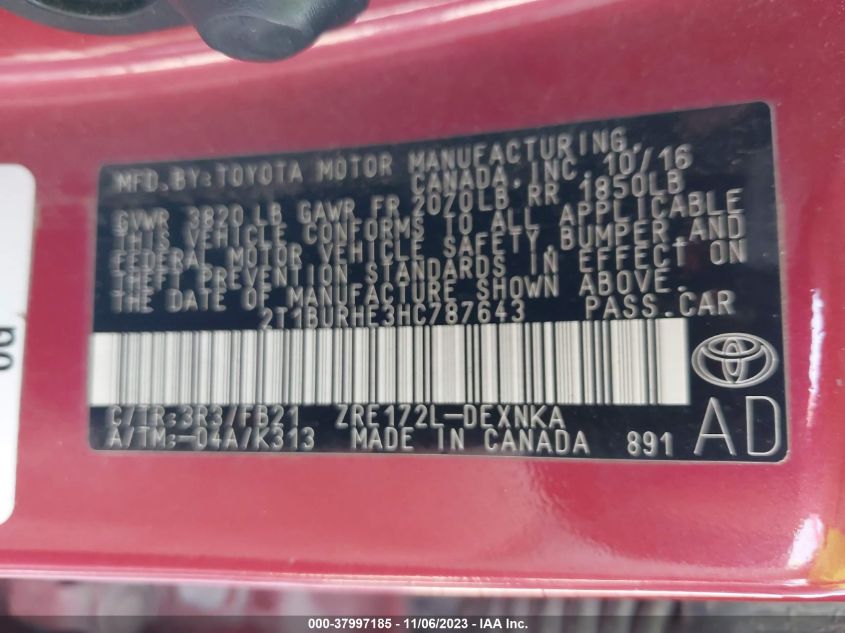 MFD.BY:TOYOTA MOTOR MANUFACTURING,
CANADA,INC. 10/16
GVWR 3820 LB GAWR FR 2070LB RR 1850LB
THIS VEHICLE CONFORMS TO ALL APPLICABLE
FEDERAL MOTOR VEHICLE SAFETY,BUMPER AND
THEFT PREVENTION STANDARDS IN EFFECT ON
THE DATE OF MANUFACTURE SHOWN ABOVE.
2T1BURHE3HC787643 PASS.CAR
C/TR:3R3/FB21 ZRE172L-DEXNKA
A/TM:-04A/K313 MADE IN CANADA 891
AD
000-37997185 - 11/06/2023 - © IAA Inc.